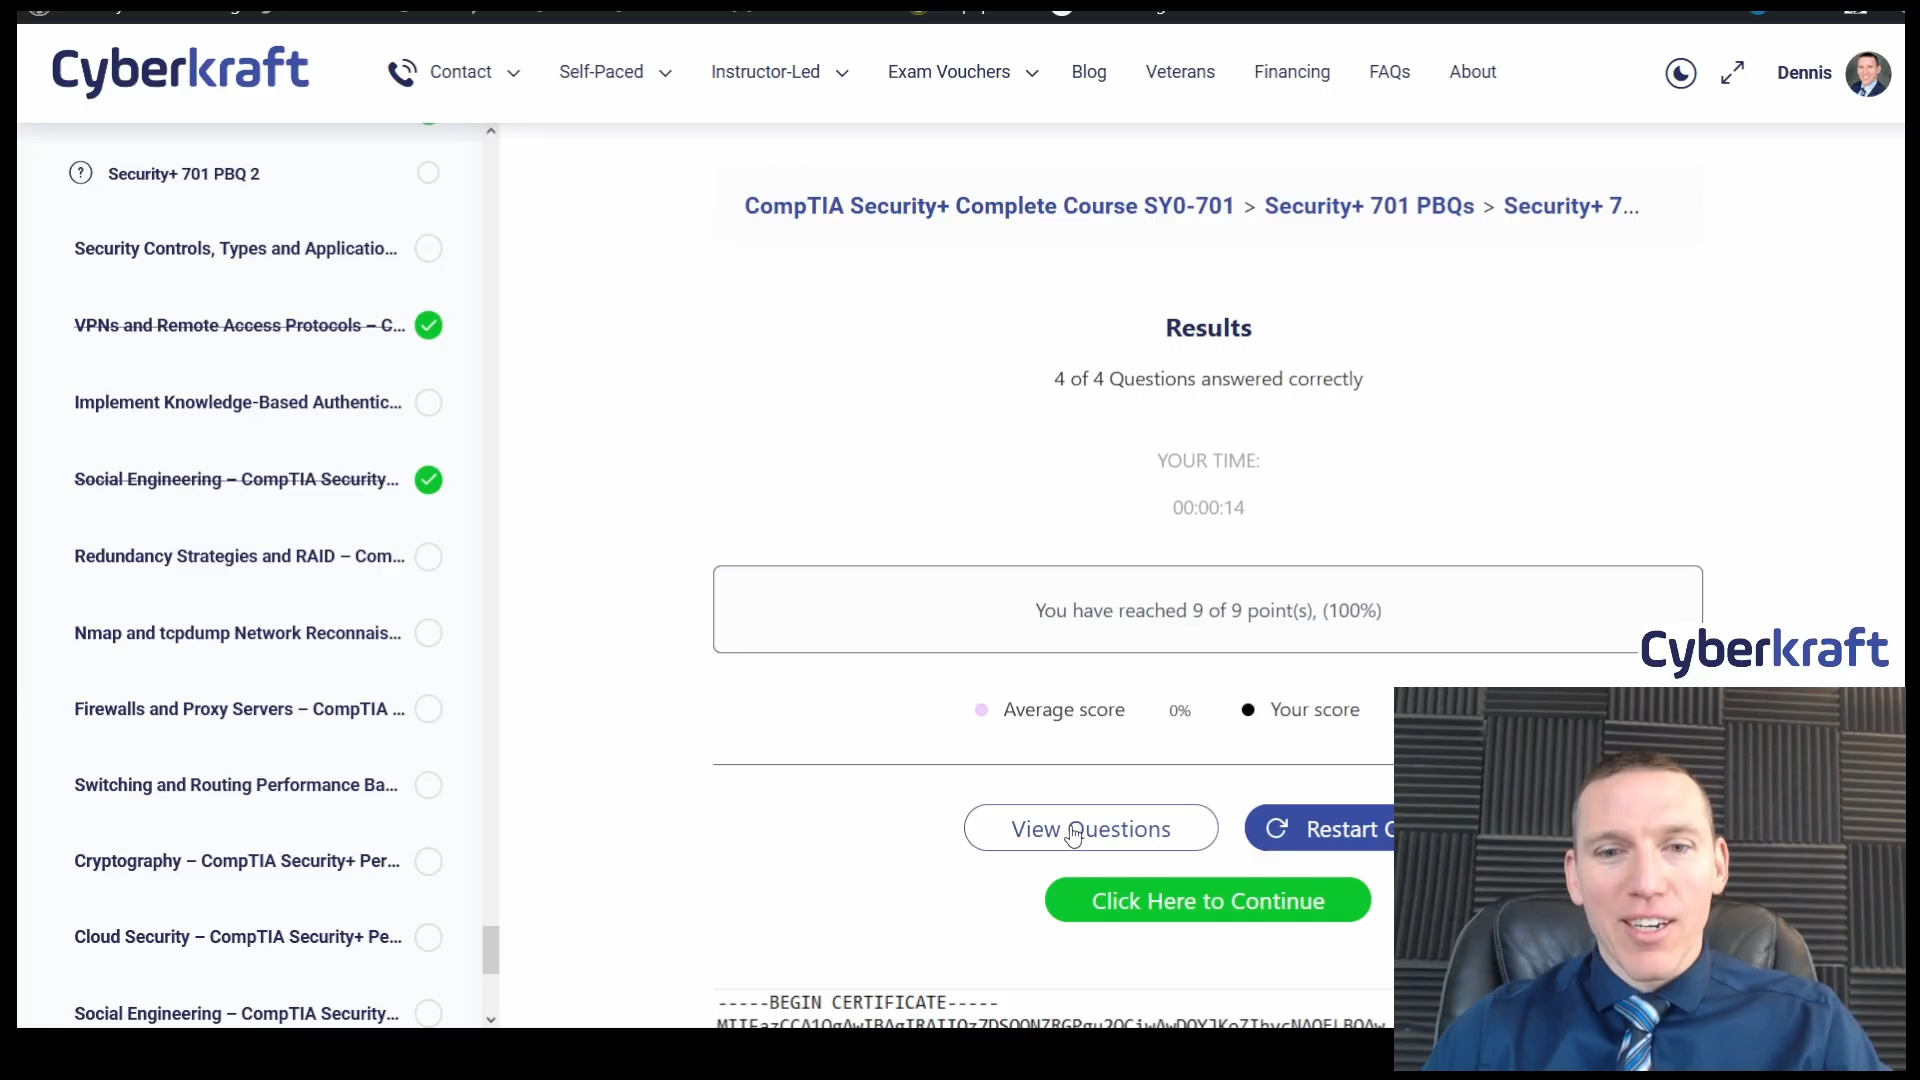 Cyberkraft
Contact
Self-Paced
Instructor-Led
Exam Vouchers
Blog
Veterans
Financing
FAQs
About
Dennis
Security+ 701 PBQ 2
Security Controls, Types and Applicatio...
VPNs and Remote Access Protocols – C...
Implement Knowledge-Based Authentic...
Social Engineering – CompTIA Security...
Redundancy Strategies and RAID – Com...
Nmap and tcpdump Network Reconnais...
Firewalls and Proxy Servers – CompTIA ...
Switching and Routing Performance Ba...
Cryptography – CompTIA Security+ Per...
Cloud Security – CompTIA Security+ Pe...
Social Engineering – CompTIA Security...
CompTIA Security+ Complete Course SY0-701 > Security+ 701 PBQs > Security+ 7...
Results
4 of 4 Questions answered correctly
YOUR TIME:
00:00:14
You have reached 9 of 9 point(s), (100%)
Cyberkraft
Average score 0% Your score
View Questions
Restart
Click Here to Continue
-----BEGIN CERTIFICATE-----